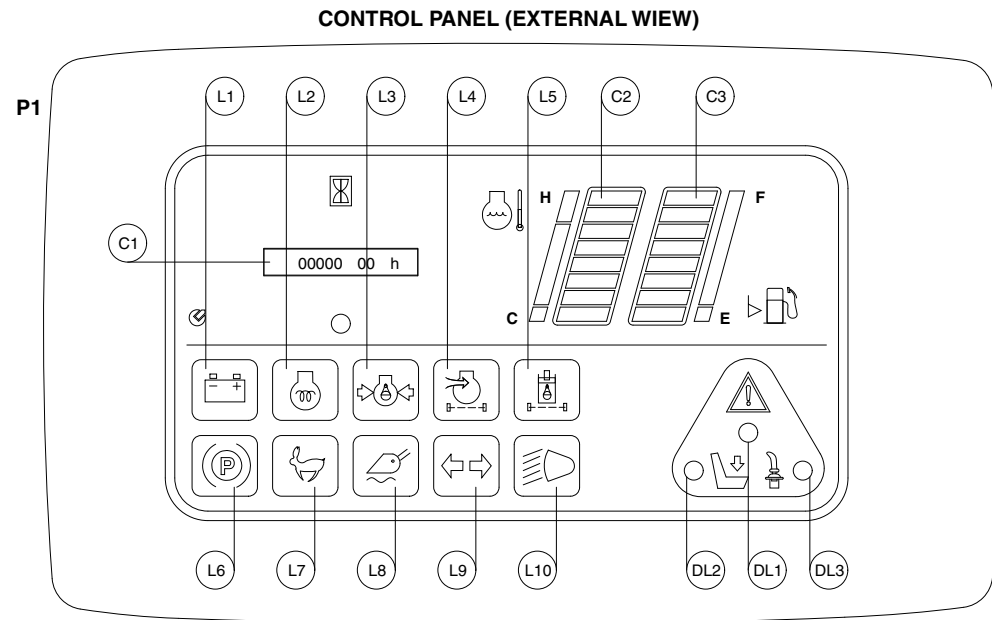 CONTROL PANEL (EXTERNAL WIEW)
P1
L1 L2 L3 L4 L5 C2 C3
H F
C1
00000 00 h
C E
P
L6 L7 L8 L9 L10 DL2 DL1 DL3